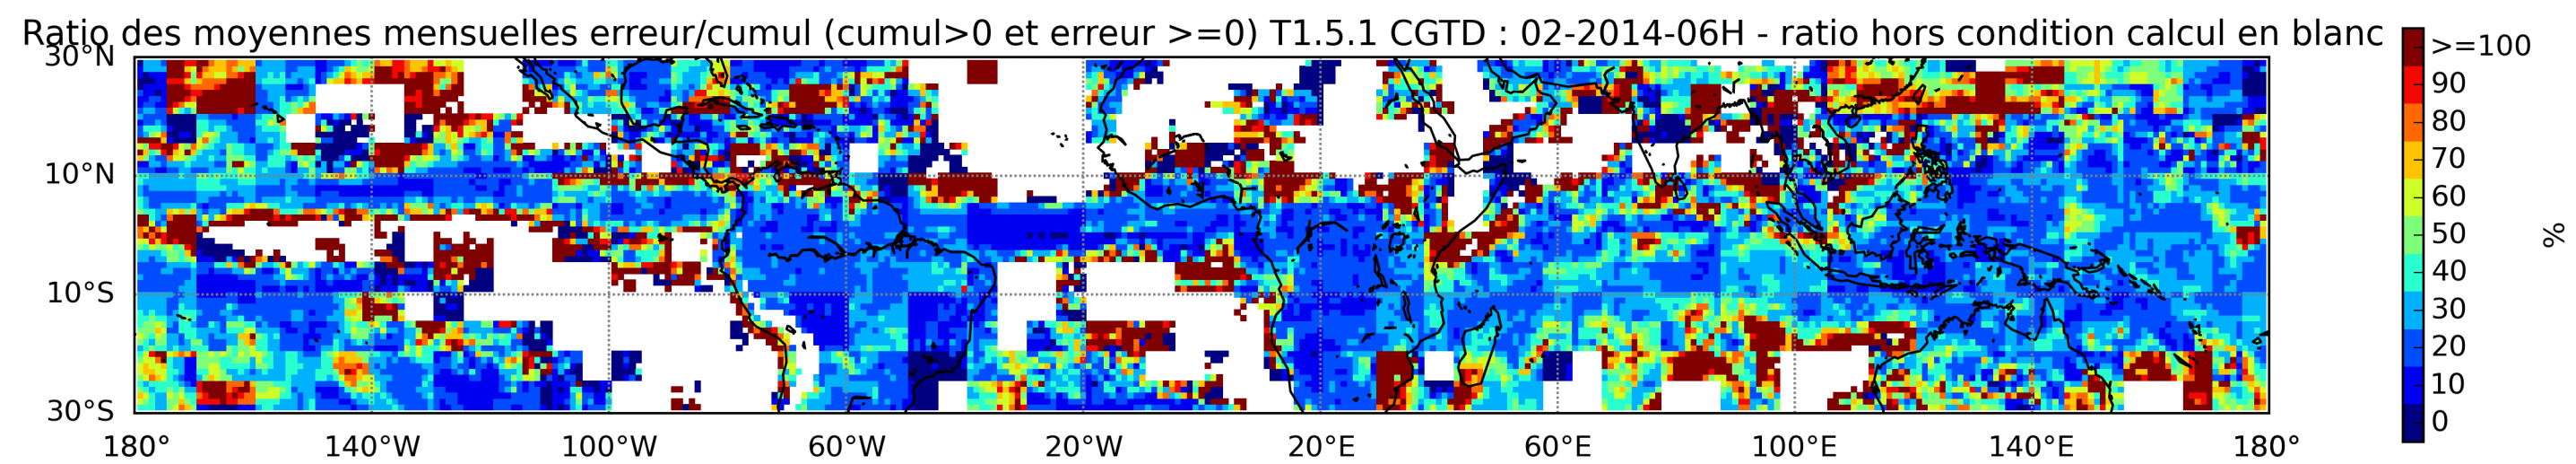 Ratio des moyennes mensuelles erreur/cumul (cumul>0 et erreur >=0) T1.5.1 CGTD : 02-2014-06H - ratio hors condition calcul en blanc
30°N
10°N
10°S
30°S
180° 140°W 100°W 60°W 20°W 20°E 60°E 100°E 140°E 180°
>=100
90
80
70
60
50
40
30
20
10
0
%